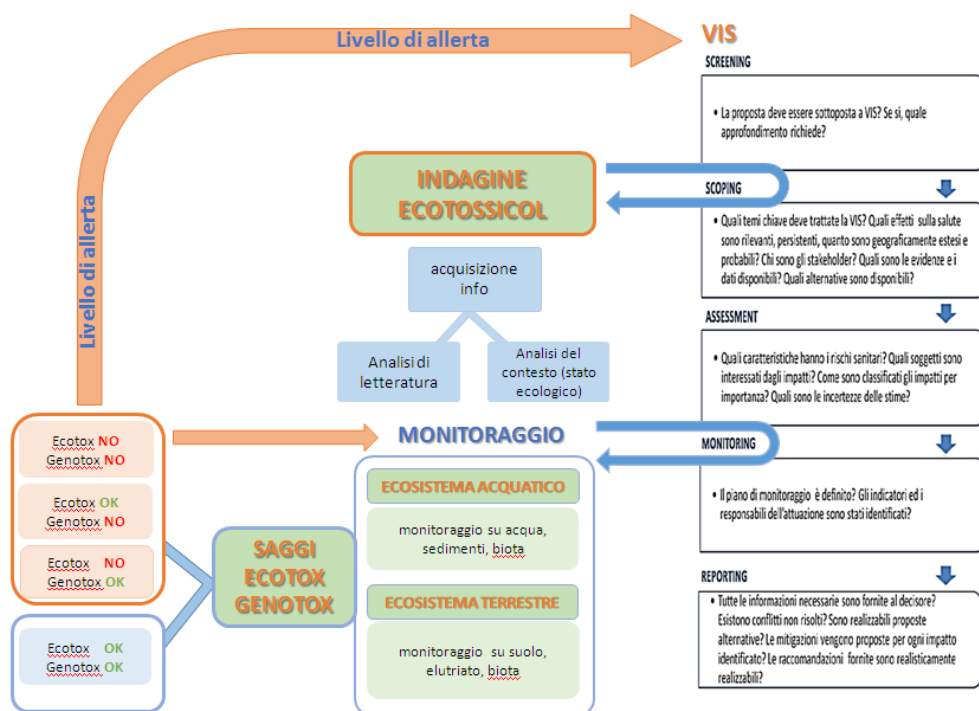 Livello di allerta
Livello di allerta
VIS
SCREENING
• La proposta deve essere sottoposta a VIS? Se si, quale
approfondimento richiede?
SCOPING
• Quali temi chiave deve trattate la VIS? Quali effetti sulla salute
sono rilevanti, persistenti, quanto sono geograficamente estesi e
probabili? Chi sono gli stakeholder? Quali sono le evidenze e i
dati disponibili? Quali alternative sono disponibili?
ASSESSMENT
• Quali caratteristiche hanno i rischi sanitari? Quali soggetti sono
interessati dagli impatti? Come sono classificati gli impatti per
importanza? Quali sono le incertezze delle stime?
MONITORING
• Il piano di monitoraggio è definito? Gli indicatori ed i
responsabili dell'attuazione sono stati identificati?
REPORTING
• Tutte le informazioni necessarie sono fornite al decisore?
Esistono conflitti non risolti? Sono realizzabili proposte
alternative? Le mitigazioni vengono proposte per ogni impatto
identificato? Le raccomandazioni fornite sono realisticamente
realizzabili?
INDAGINE
ECOTOSSICOL
acquisizione
info
Analisi di
letteratura
Analisi del
contesto (stato
ecologico)
MONITORAGGIO
ECOSISTEMA ACQUATICO
monitoraggio su acqua,
sedimenti, biota
ECOSISTEMA TERRESTRE
monitoraggio su suolo,
elutriato, biota
SAGGI
ECOTOX
GENOTOX
Ecotox NO
Genotox NO
Ecotox OK
Genotox NO
Ecotox NO
Genotox OK
Ecotox OK
Genotox OK